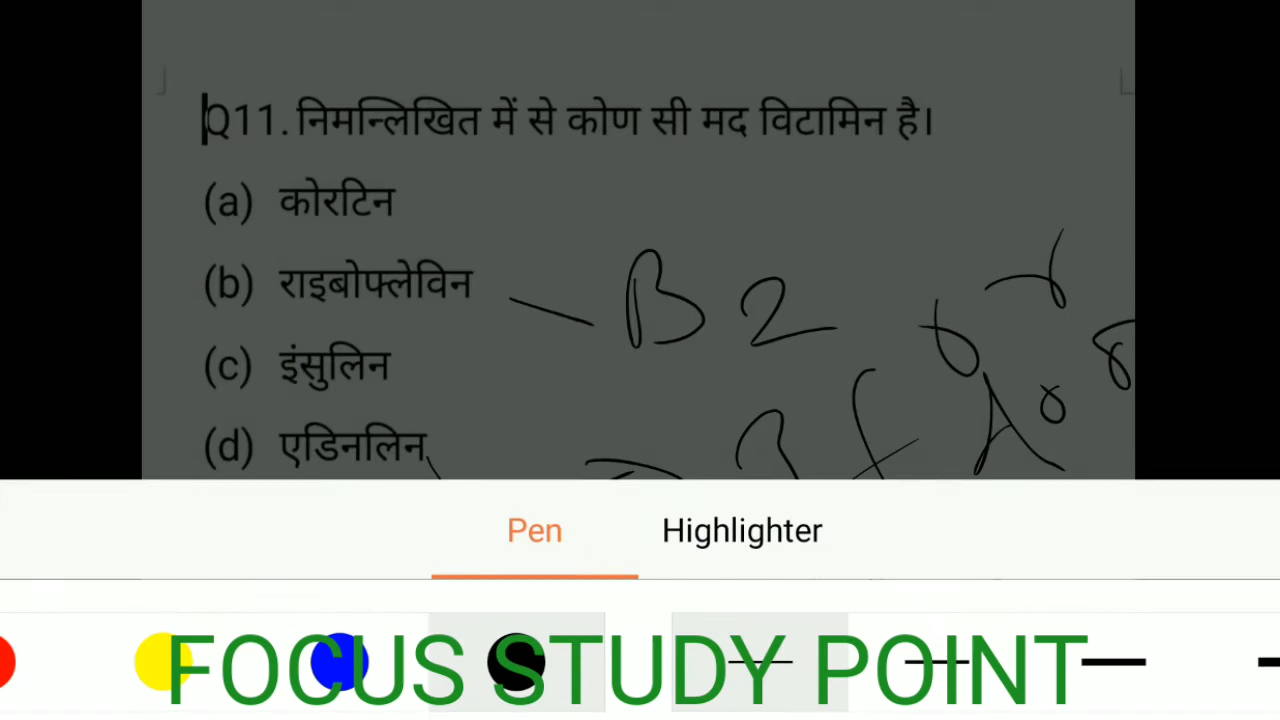 Q11. निमन्लिखित में से कोण सी मद विटामिन है।
(a) कोरटिन
(b) राइबोफ्लेविन
B2
(c) इंसुलिन
(d) एडिनलिन
Pen Highlighter
FOCUS STUDY POINT